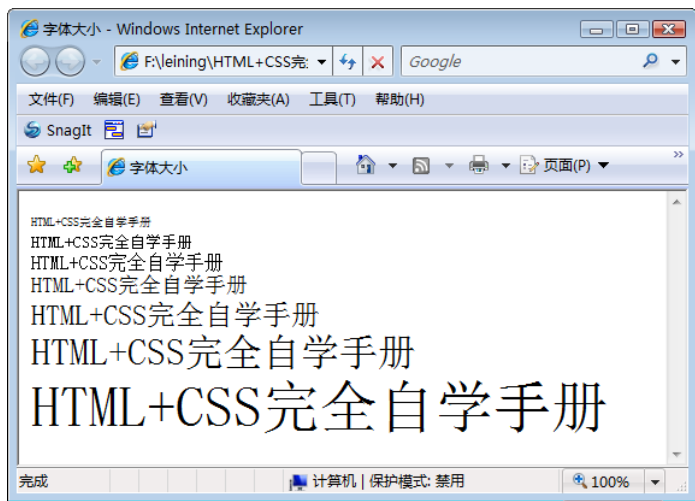 字体大小 - Windows Internet Explorer
F:\leining\HTML+CSS完:
Google
文件(F) 编辑(E) 查看(V) 收藏夹(A) 工具(T) 帮助(H)
SnagIt
字体大小
页面(P)
HTML+CSS完全自学手册
HTML+CSS完全自学手册
HTML+CSS完全自学手册
HTML+CSS完全自学手册
HTML+CSS完全自学手册
HTML+CSS完全自学手册
HTML+CSS完全自学手册
完成 计算机 | 保护模式: 禁用 100%